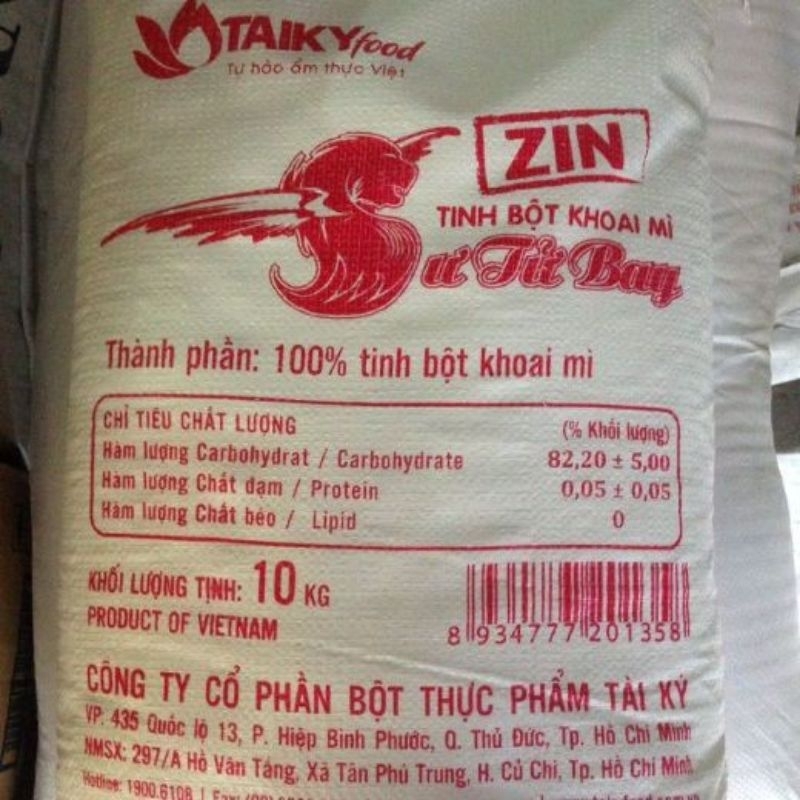 TAIKYfood
Tự hào ẩm thực Việt
ZIN
TINH BỘT KHOAI MÌ
Sư Tử Bay
Thành phần: 100% tinh bột khoai mì
CHỈ TIÊU CHẤT LƯỢNG (% Khối lượng)
Hàm lượng Carbohydrat / Carbohydrate 82,20 ± 5,00
Hàm lượng Chất đạm / Protein 0,05 ± 0,05
Hàm lượng Chất béo / Lipid 0
KHỐI LƯỢNG TỊNH: 10 KG
PRODUCT OF VIETNAM
8 934777 201358
CÔNG TY CỔ PHẦN BỘT THỰC PHẨM TÀI KÝ
VP: 435 Quốc lộ 13, P. Hiệp Bình Phước, Q. Thủ Đức, Tp. Hồ Chí Minh
NMSX: 297/A Hồ Văn Tắng, Xã Tân Phú Trung, H. Củ Chi, Tp. Hồ Chí Minh
Hotline: 1900.6108 | Fax: